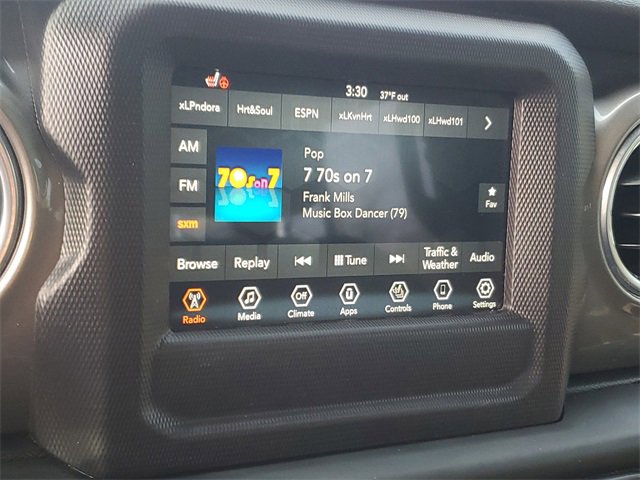 3:30 37°F out
xLPndora Hrt&Soul ESPN xLKvnHrt xLHwd100 xLHwd101
AM
FM
sxm
70s on 7
Pop
7 70s on 7
Frank Mills
Music Box Dancer (79)
Fav
Browse Replay Tune Traffic & Weather Audio
Off
Radio Media Climate Apps Controls Phone Settings